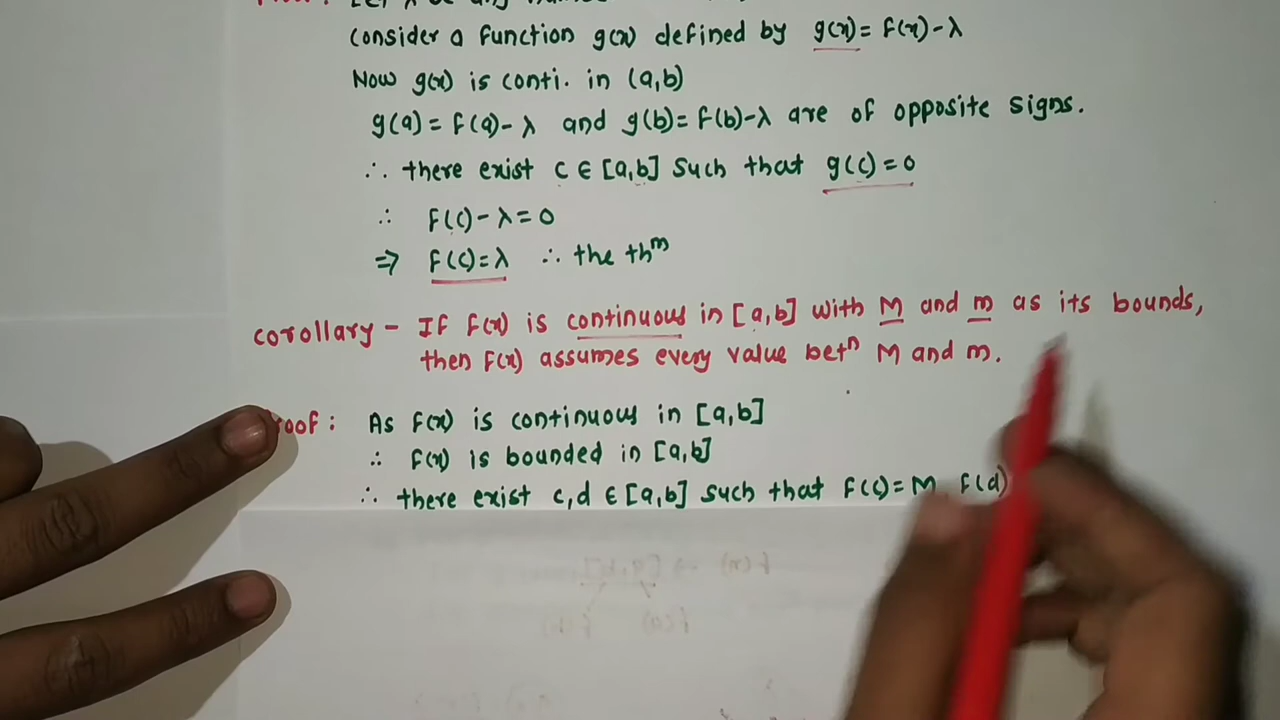 consider a function g(x) defined by g(x) = f(x)-λ
Now g(x) is conti. in (a,b)
g(a) = f(a)-λ and g(b)= f(b)-λ are of opposite signs.
∴ there exist c ∈ [a,b] such that g(c)=0
∴ f(c)-λ=0
⇒ f(c)=λ ∴ the thᵐ
corollary - If f(x) is continuous in [a,b] with M and m as its bounds,
then f(x) assumes every value betⁿ M and m.
roof : As f(x) is continuous in [a,b]
∴ f(x) is bounded in [a,b]
∴ there exist c,d ∈ [a,b] such that f(c)=M f(d)